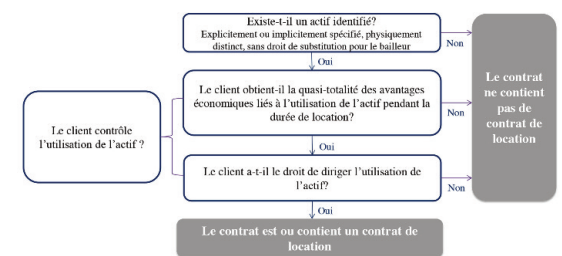 Existe-t-il un actif identifié?
Explicitement ou implicitement spécifié, physiquement
distinct, sans droit de substitution pour le bailleur
Non
Oui
Le client obtient-il la quasi-totalité des avantages
économiques liés à l'utilisation de l'actif pendant la
durée de location?
Non
Le contrat
ne contient
pas de
contrat de
location
Le client contrôle
l'utilisation de l'actif ?
Oui
Le client a-t-il le droit de diriger l'utilisation de
l'actif?
Non
Oui
Le contrat est ou contient un contrat de
location